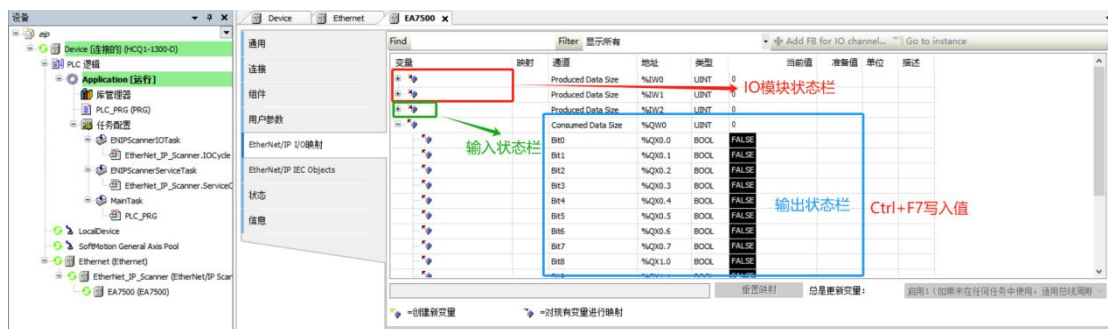 设备
ep
Device [连接的] (HCQ1-1300-D)
PLC 逻辑
Application [运行]
库管理器
PLC_PRG (PRG)
任务配置
ENIPScannerIOTask
EtherNet_IP_Scanner.IOCycle
ENIPScannerServiceTask
EtherNet_IP_Scanner.ServiceC
MainTask
PLC_PRG
LocalDevice
SoftMotion General Axis Pool
Ethernet (Ethernet)
EtherNet_IP_Scanner (EtherNet/IP Scar
EA7500 (EA7500)
Device Ethernet EA7500
通用
连接
组件
用户参数
EtherNet/IP I/O映射
EtherNet/IP IEC Objects
状态
信息
Find Filter 显示所有 Add FB for IO channel... Go to instance
变量 映射 通道 地址 类型 当前值 准备值 单位 描述
Produced Data Size %IW0 UINT 0
Produced Data Size %IW1 UINT 0
Produced Data Size %IW2 UINT 0
Consumed Data Size %QW0 UINT 0
Bit0 %QX0.0 BOOL FALSE
Bit1 %QX0.1 BOOL FALSE
Bit2 %QX0.2 BOOL FALSE
Bit3 %QX0.3 BOOL FALSE
Bit4 %QX0.4 BOOL FALSE
Bit5 %QX0.5 BOOL FALSE
Bit6 %QX0.6 BOOL FALSE
Bit7 %QX0.7 BOOL FALSE
Bit8 %QX1.0 BOOL FALSE
IO模块状态栏
输入状态栏
输出状态栏
Ctrl+F7写入值
重置映射 总是更新变量: 启用1（如果未在任何任务中使用，适用总线周期
=创建新变量 =对现有变量进行映射